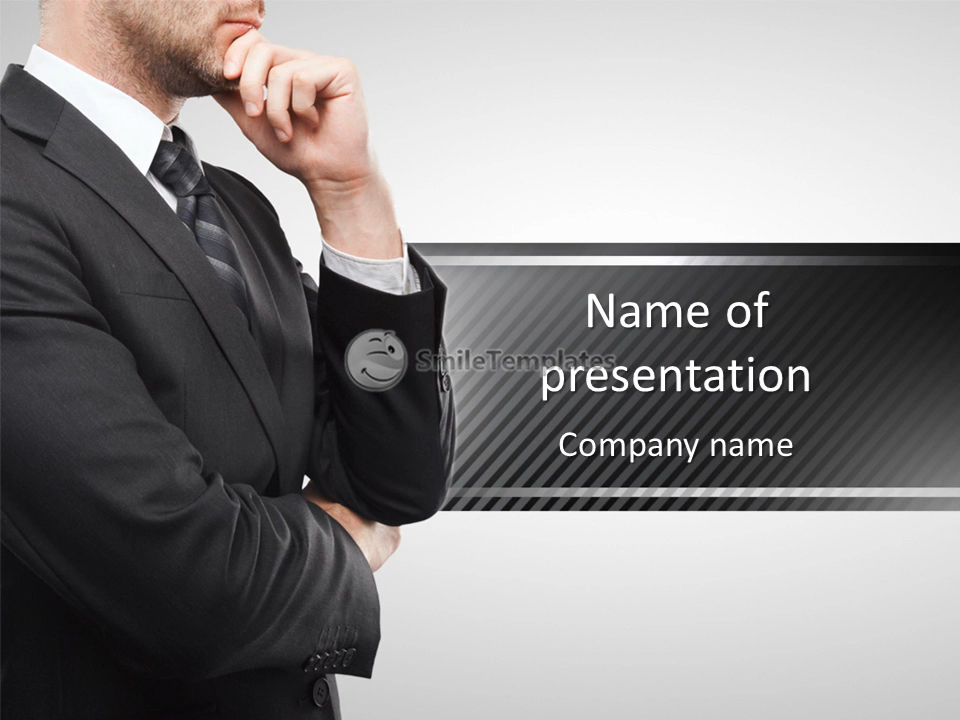 Name of
SmileTemplates
presentation
Company name